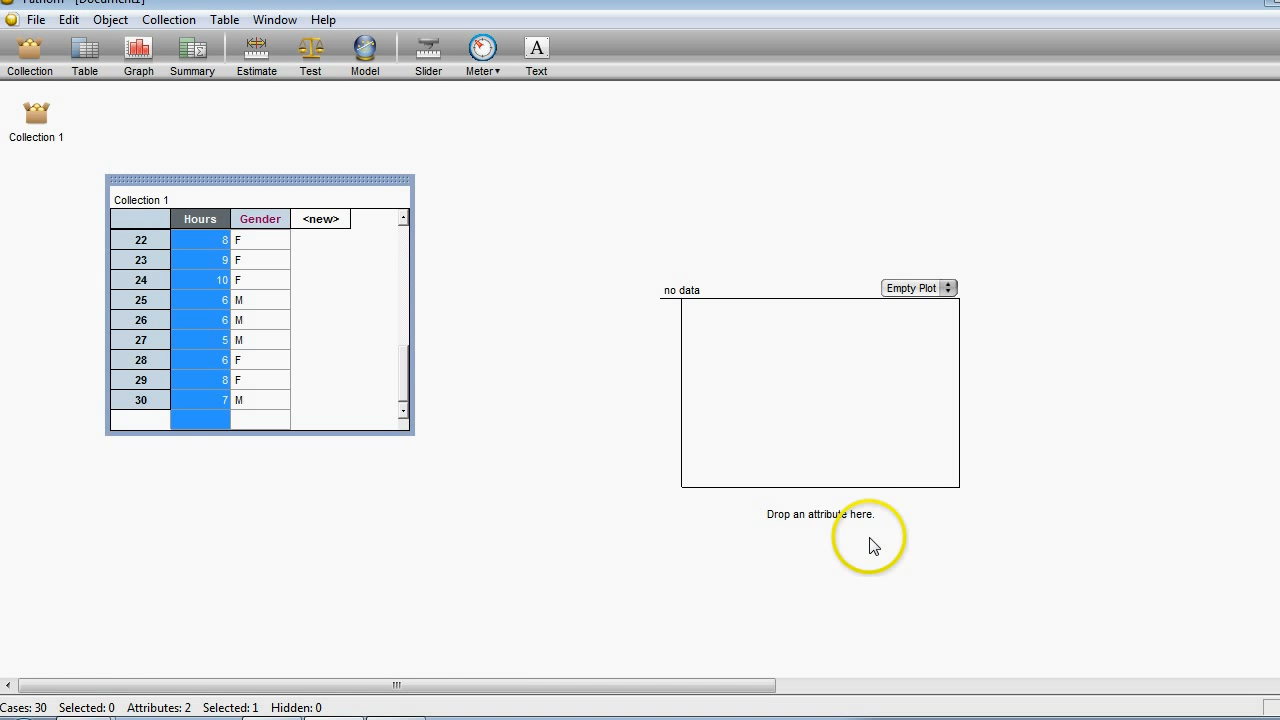 Fathom - [Document1]
File Edit Object Collection Table Window Help
Collection Table Graph Summary Estimate Test Model Slider Meter Text
A
Collection 1
Collection 1
Hours Gender <new>
22 8 F
23 9 F
24 10 F
25 6 M
26 6 M
27 5 M
28 6 F
29 8 F
30 7 M
no data Empty Plot
Drop an attribute here.
Cases: 30 Selected: 0 Attributes: 2 Selected: 1 Hidden: 0